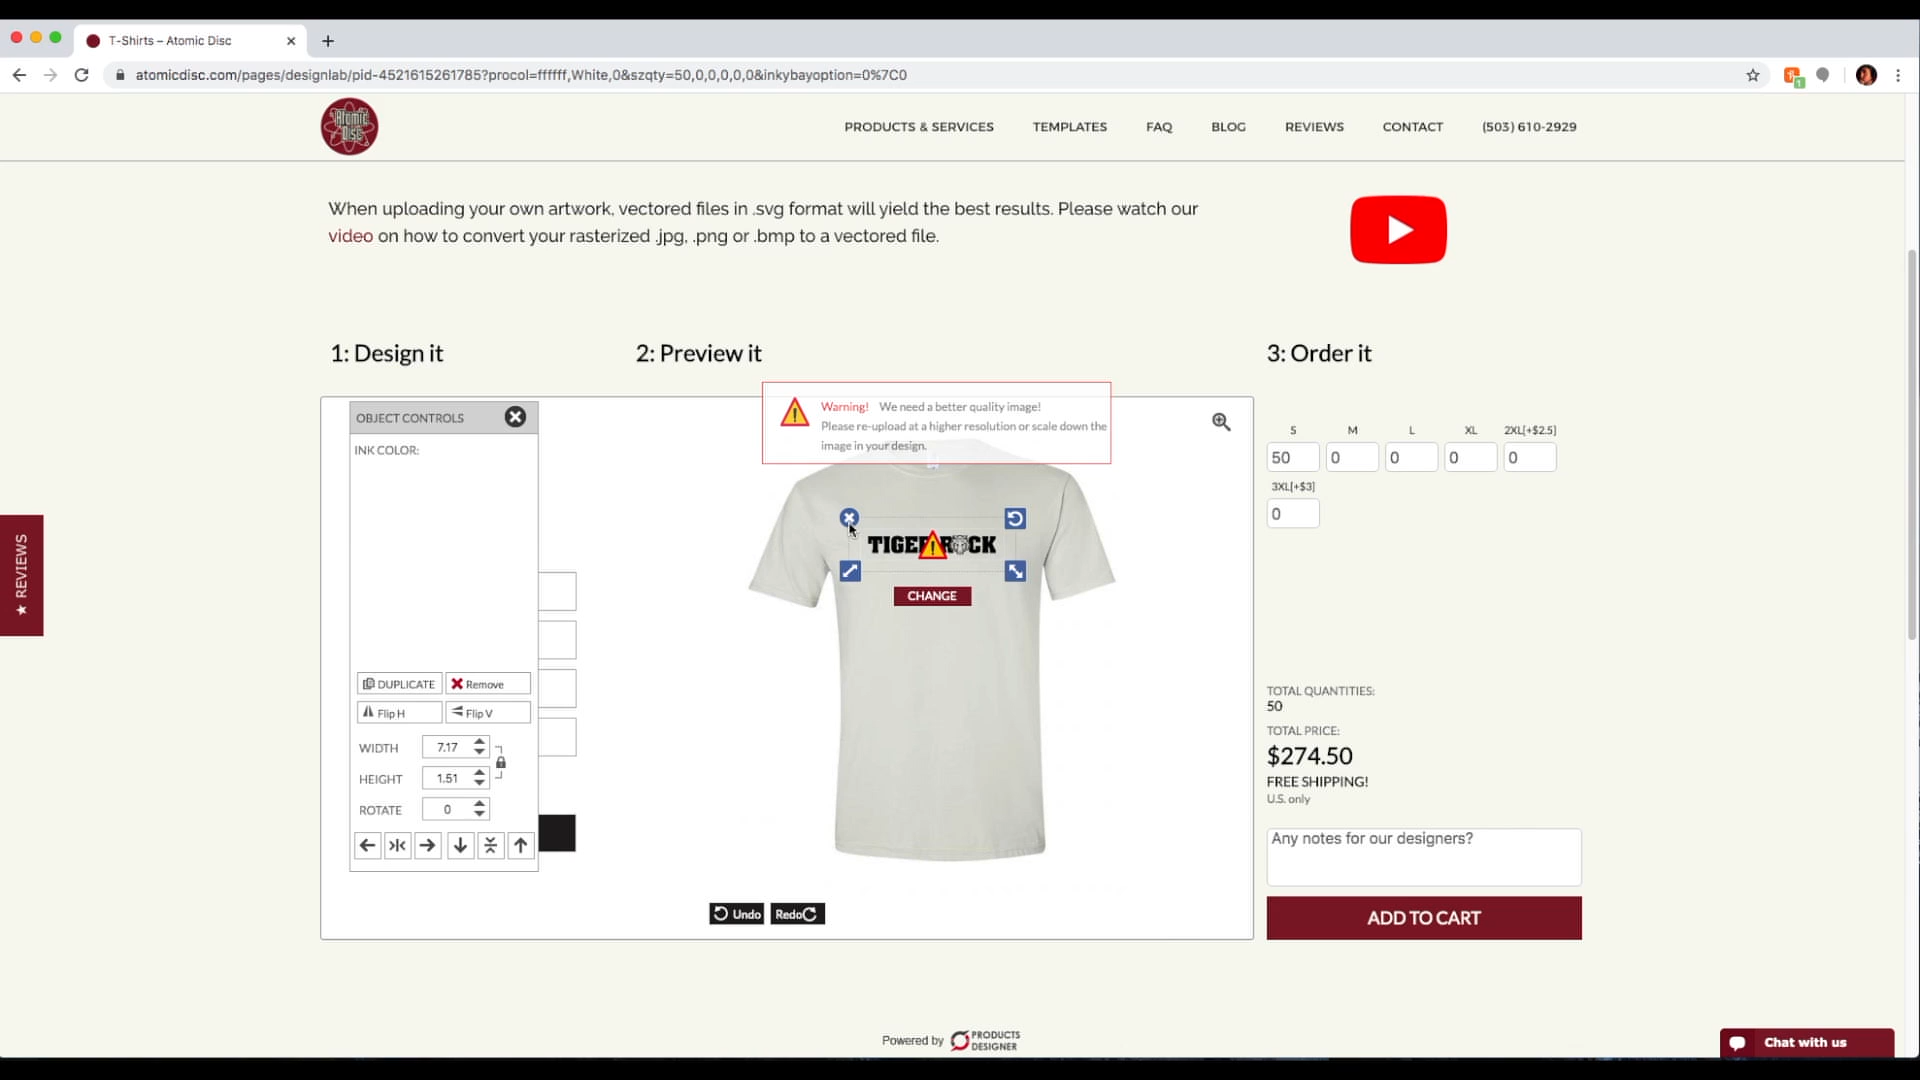 T-Shirts – Atomic Disc
atomicdisc.com/pages/designlab/pid-4521615261785?procol=ffffff,White,0&szqty=50,0,0,0,0,0&inkybayoption=0%7C0
Atomic Disc
PRODUCTS & SERVICES
TEMPLATES
FAQ
BLOG
REVIEWS
CONTACT
(503) 610-2929
When uploading your own artwork, vectored files in .svg format will yield the best results. Please watch our
video on how to convert your rasterized .jpg, .png or .bmp to a vectored file.
1: Design it
2: Preview it
3: Order it
OBJECT CONTROLS
INK COLOR:
DUPLICATE
Remove
Flip H
Flip V
WIDTH
7.17
HEIGHT
1.51
ROTATE
0
Warning! We need a better quality image!
Please re-upload at a higher resolution or scale down the
image in your design.
CHANGE
Undo
Redo
S
M
L
XL
2XL[+$2.5]
50
0
0
0
0
3XL[+$3]
0
TOTAL QUANTITIES:
50
TOTAL PRICE:
$274.50
FREE SHIPPING!
U.S. only
Any notes for our designers?
ADD TO CART
★ REVIEWS
Powered by
PRODUCTS
DESIGNER
Chat with us
1